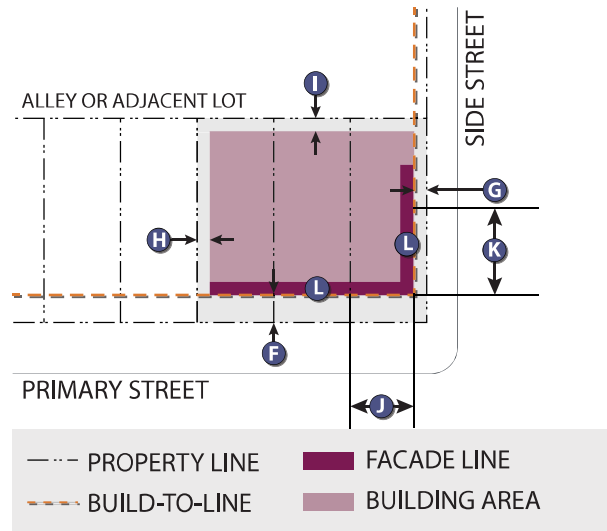 I
ALLEY OR ADJACENT LOT
SIDE STREET
G
H
L
K
L
F
PRIMARY STREET
J
PROPERTY LINE
FACADE LINE
BUILD-TO-LINE
BUILDING AREA